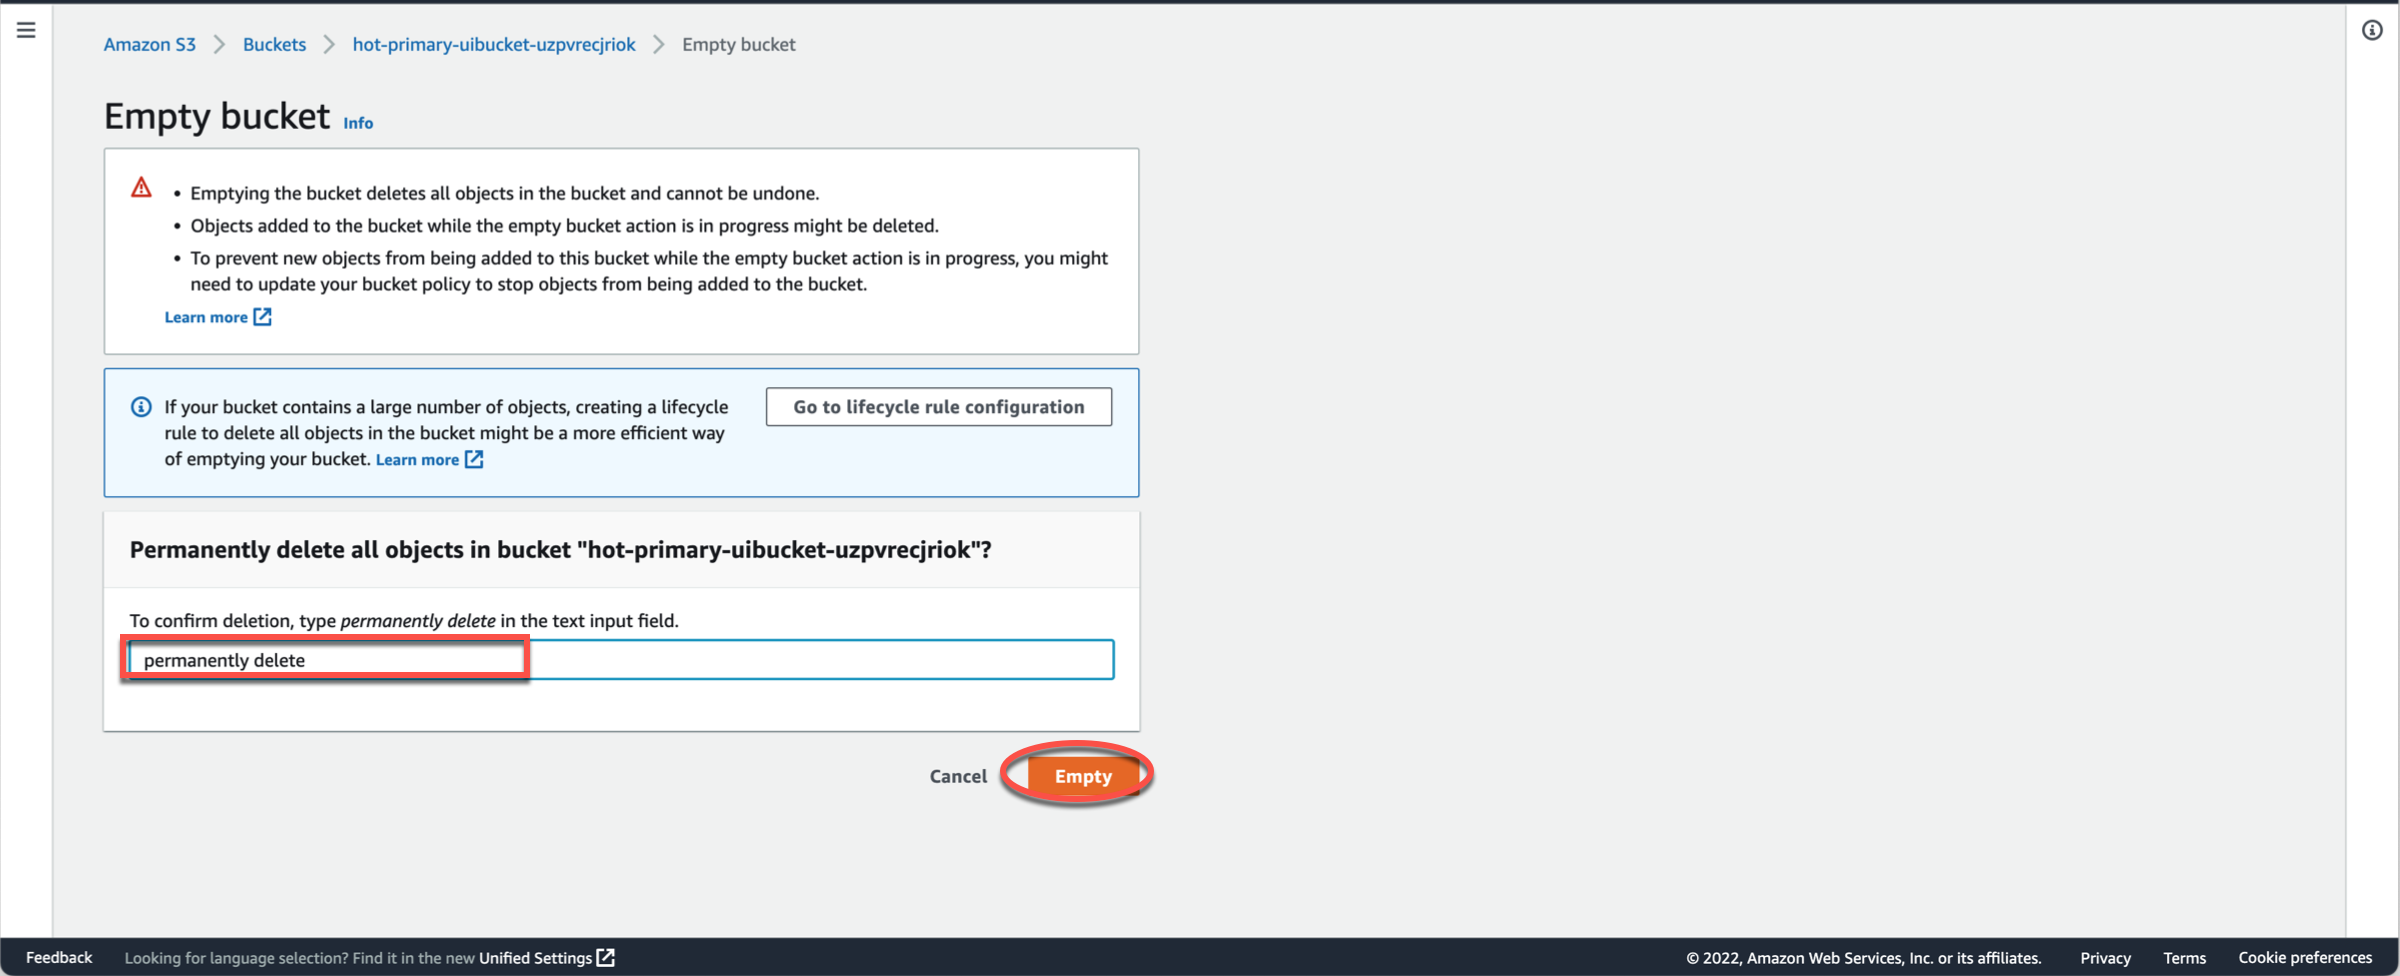 Amazon S3 > Buckets > hot-primary-uibucket-uzpvrecjriok > Empty bucket
Empty bucket Info
• Emptying the bucket deletes all objects in the bucket and cannot be undone.
• Objects added to the bucket while the empty bucket action is in progress might be deleted.
• To prevent new objects from being added to this bucket while the empty bucket action is in progress, you might
need to update your bucket policy to stop objects from being added to the bucket.
Learn more
If your bucket contains a large number of objects, creating a lifecycle
rule to delete all objects in the bucket might be a more efficient way
of emptying your bucket. Learn more
Go to lifecycle rule configuration
Permanently delete all objects in bucket "hot-primary-uibucket-uzpvrecjriok"?
To confirm deletion, type permanently delete in the text input field.
permanently delete
Cancel Empty
Feedback Looking for language selection? Find it in the new Unified Settings © 2022, Amazon Web Services, Inc. or its affiliates. Privacy Terms Cookie preferences